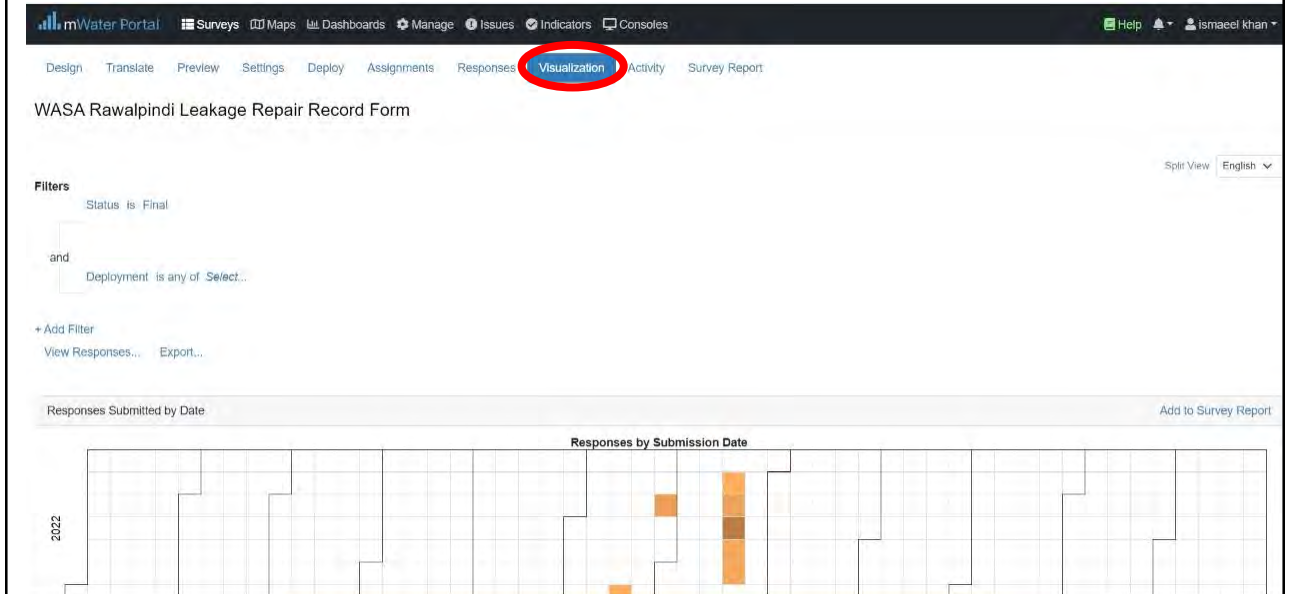 mWater Portal Surveys Maps Dashboards Manage Issues Indicators Consoles Help ismaeel khan
Design Translate Preview Settings Deploy Assignments Responses Visualization Activity Survey Report
WASA Rawalpindi Leakage Repair Record Form
Split View English
Filters
Status is Final
and
Deployment is any of Select...
+ Add Filter
View Responses... Export...
Responses Submitted by Date Add to Survey Report
Responses by Submission Date
2022